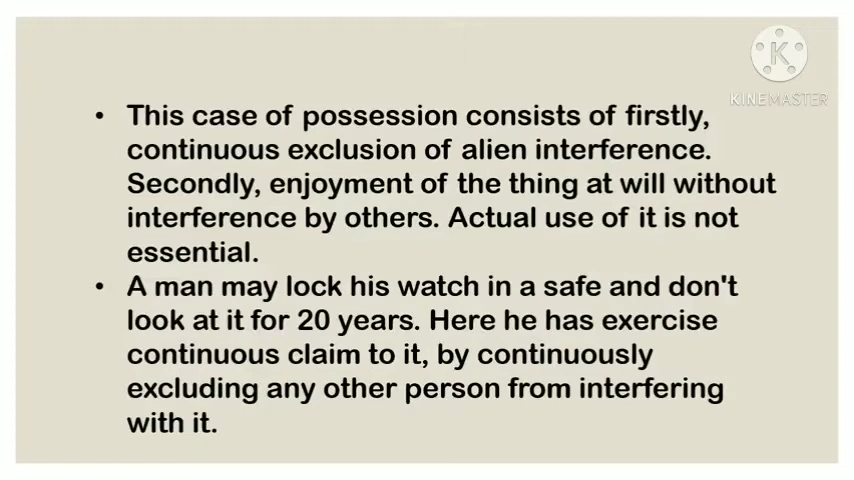 K
KINEMASTER
• This case of possession consists of firstly,
continuous exclusion of alien interference.
Secondly, enjoyment of the thing at will without
interference by others. Actual use of it is not
essential.
• A man may lock his watch in a safe and don't
look at it for 20 years. Here he has exercise
continuous claim to it, by continuously
excluding any other person from interfering
with it.